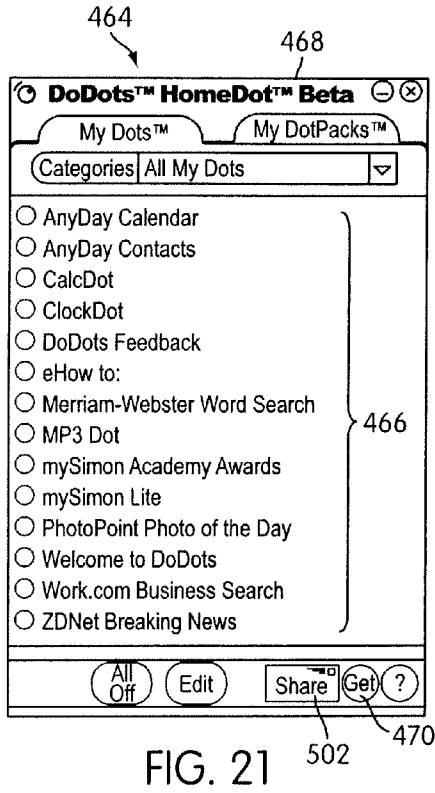 464
468
DoDots™ HomeDot™ Beta
My Dots™ My DotPacks™
Categories All My Dots
AnyDay Calendar
AnyDay Contacts
CalcDot
ClockDot
DoDots Feedback
eHow to:
Merriam-Webster Word Search
466
MP3 Dot
mySimon Academy Awards
mySimon Lite
PhotoPoint Photo of the Day
Welcome to DoDots
Work.com Business Search
ZDNet Breaking News
All Off Edit Share Get ?
502 470
FIG. 21